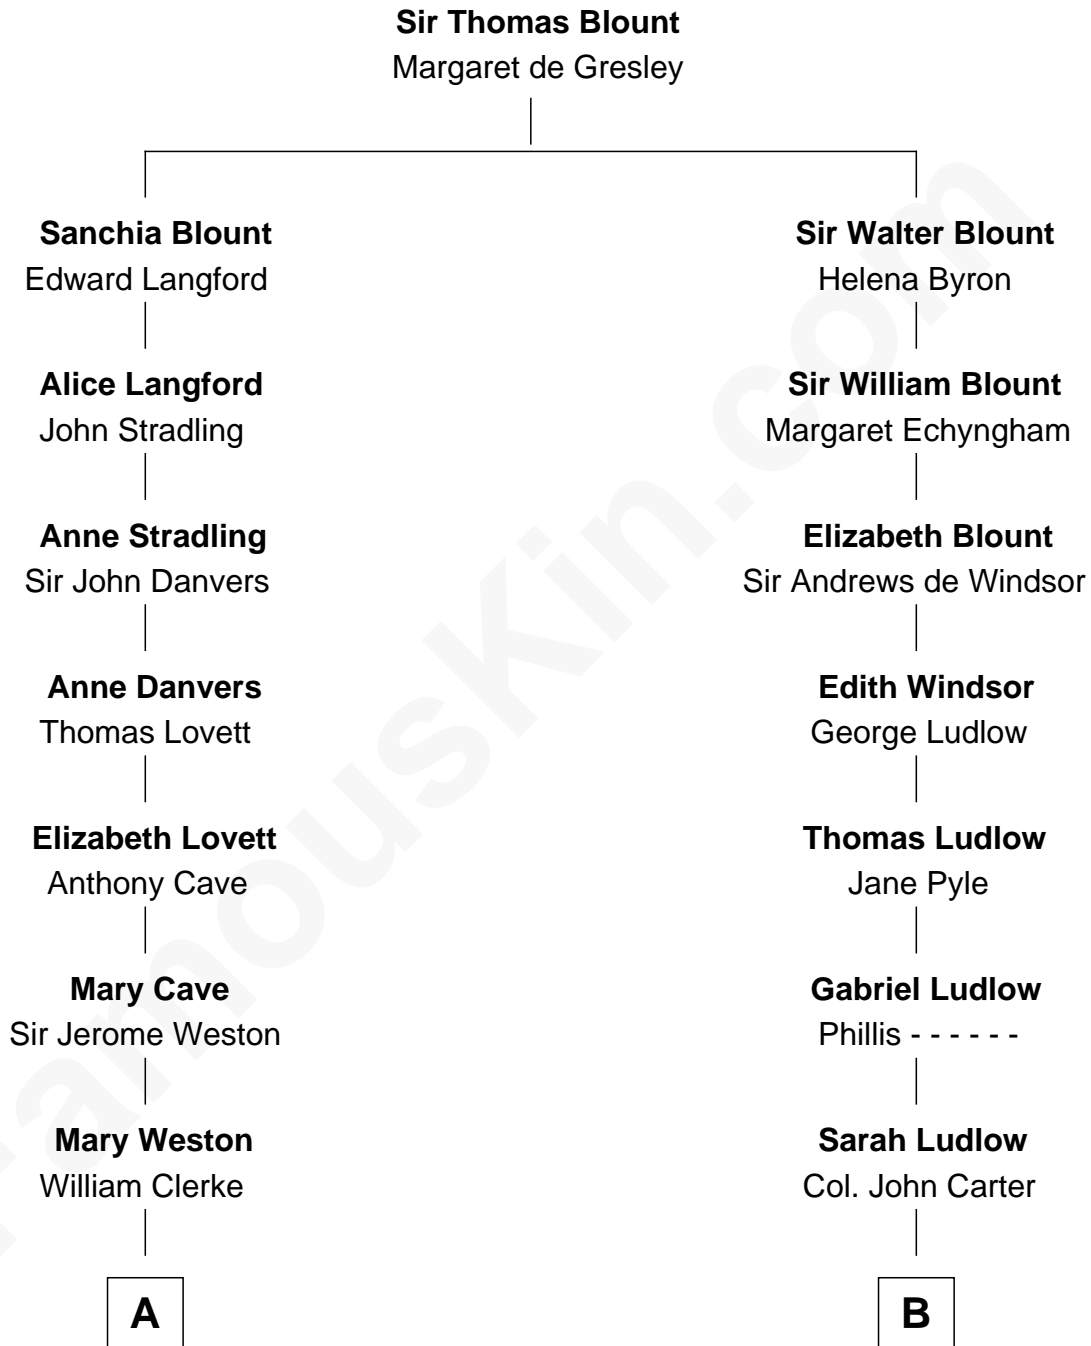 Sir Thomas Blount
Margaret de Gresley
Sanchia Blount
Edward Langford
Sir Walter Blount
Helena Byron
Alice Langford
John Stradling
Sir William Blount
Margaret Echyngham
Anne Stradling
Sir John Danvers
Elizabeth Blount
Sir Andrews de Windsor
Anne Danvers
Thomas Lovett
Edith Windsor
George Ludlow
Elizabeth Lovett
Anthony Cave
Thomas Ludlow
Jane Pyle
Mary Cave
Sir Jerome Weston
Gabriel Ludlow
Phillis - - - - - -
Mary Weston
William Clerke
Sarah Ludlow
Col. John Carter
A
B
FamousKin.com